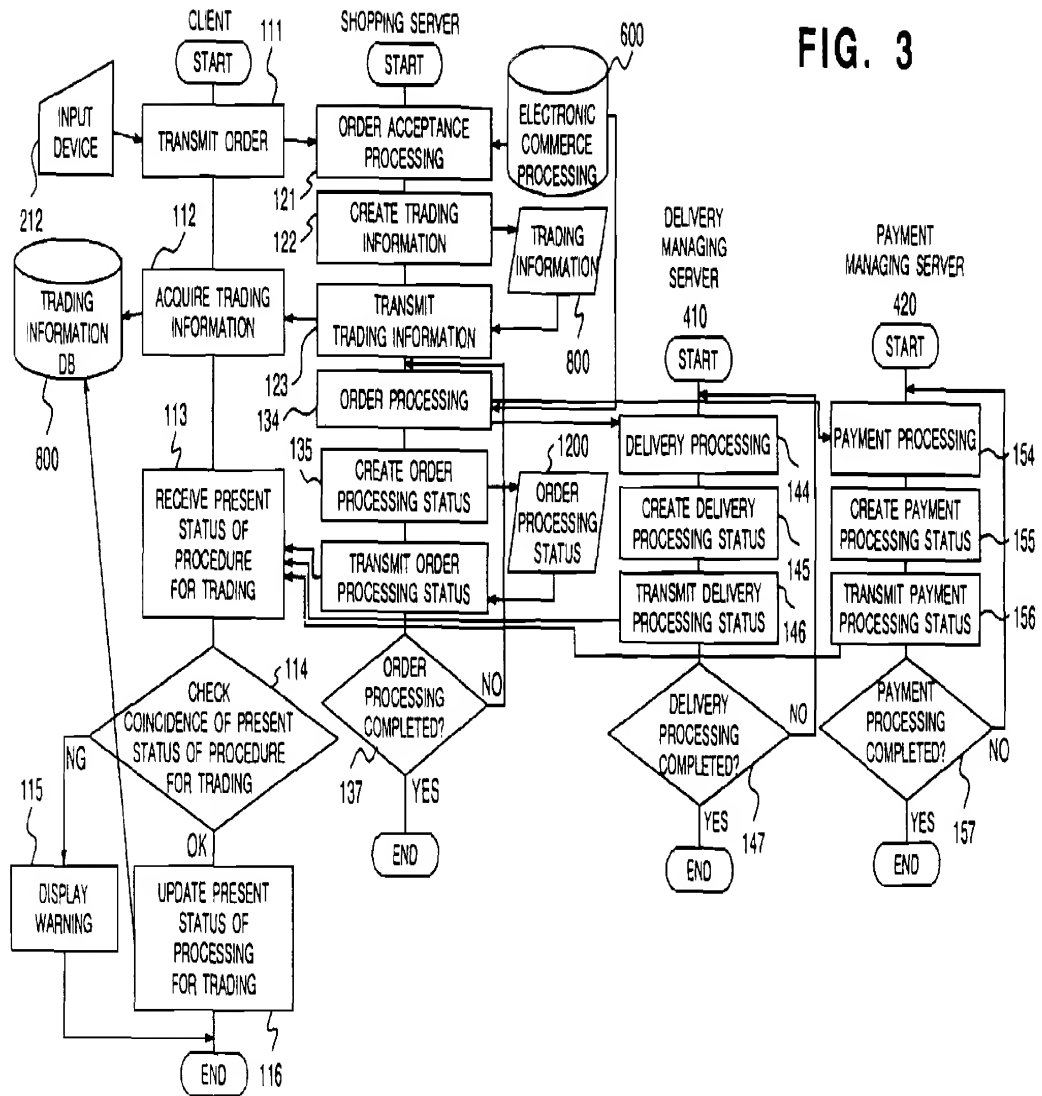 FIG. 3
CLIENT
START
111
INPUT
DEVICE
212
TRANSMIT ORDER
SHOPPING SERVER
START
ORDER ACCEPTANCE
PROCESSING
121
600
ELECTRONIC
COMMERCE
PROCESSING
CREATE TRADING
INFORMATION
122
TRADING
INFORMATION
800
112
ACQUIRE TRADING
INFORMATION
TRADING
INFORMATION
DB
800
TRANSMIT
TRADING INFORMATION
123
ORDER PROCESSING
134
135
CREATE ORDER
PROCESSING STATUS
1200
ORDER
PROCESSING
STATUS
TRANSMIT ORDER
PROCESSING STATUS
ORDER
PROCESSING
COMPLETED?
NO
137
YES
END
113
RECEIVE PRESENT
STATUS OF
PROCEDURE
FOR TRADING
114
CHECK
COINCIDENCE OF PRESENT
STATUS OF PROCEDURE
FOR TRADING
NG
OK
115
DISPLAY
WARNING
UPDATE PRESENT
STATUS OF
PROCESSING
FOR TRADING
116
END
DELIVERY
MANAGING
SERVER
410
START
DELIVERY PROCESSING
144
CREATE DELIVERY
PROCESSING STATUS
145
TRANSMIT DELIVERY
PROCESSING STATUS
146
DELIVERY
PROCESSING
COMPLETED?
NO
147
YES
END
PAYMENT
MANAGING SERVER
420
START
PAYMENT PROCESSING
154
CREATE PAYMENT
PROCESSING STATUS
155
TRANSMIT PAYMENT
PROCESSING STATUS
156
PAYMENT
PROCESSING
COMPLETED?
NO
157
YES
END